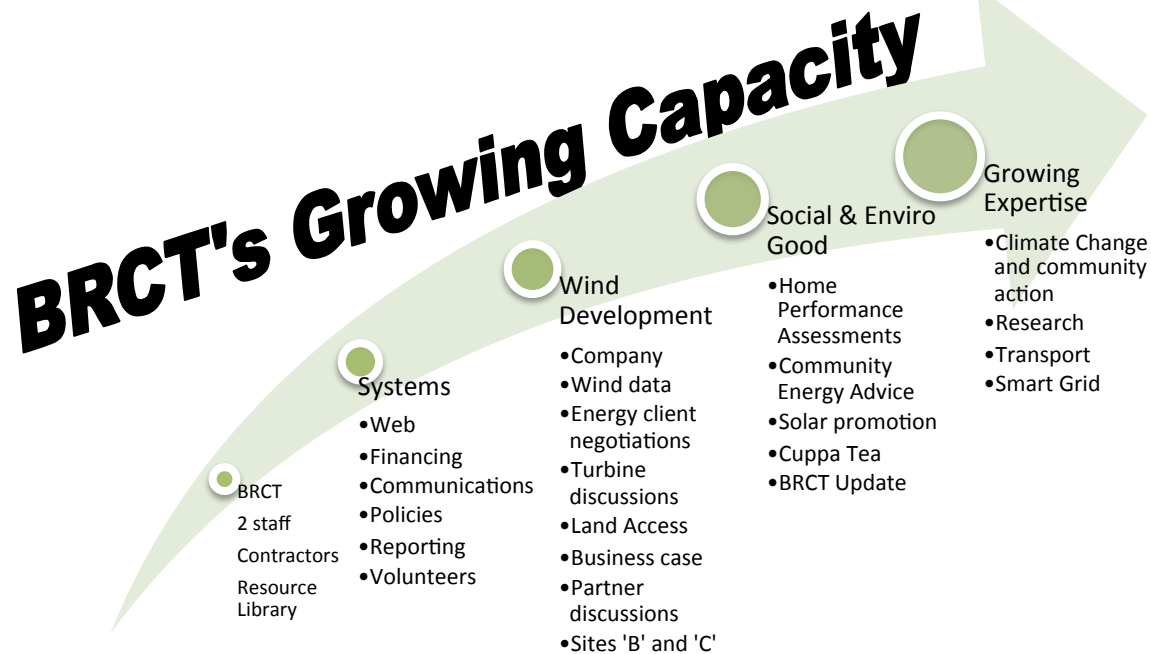 BRCT's Growing Capacity
BRCT
2 staff
Contractors
Resource
Library
Systems
•Web
•Financing
•Communications
•Policies
•Reporting
•Volunteers
Wind
Development
•Company
•Wind data
•Energy client
negotiations
•Turbine
discussions
•Land Access
•Business case
•Partner
discussions
•Sites 'B' and 'C'
Social & Enviro
Good
•Home
Performance
Assessments
•Community
Energy Advice
•Solar promotion
•Cuppa Tea
•BRCT Update
Growing
Expertise
•Climate Change
and community
action
•Research
•Transport
•Smart Grid